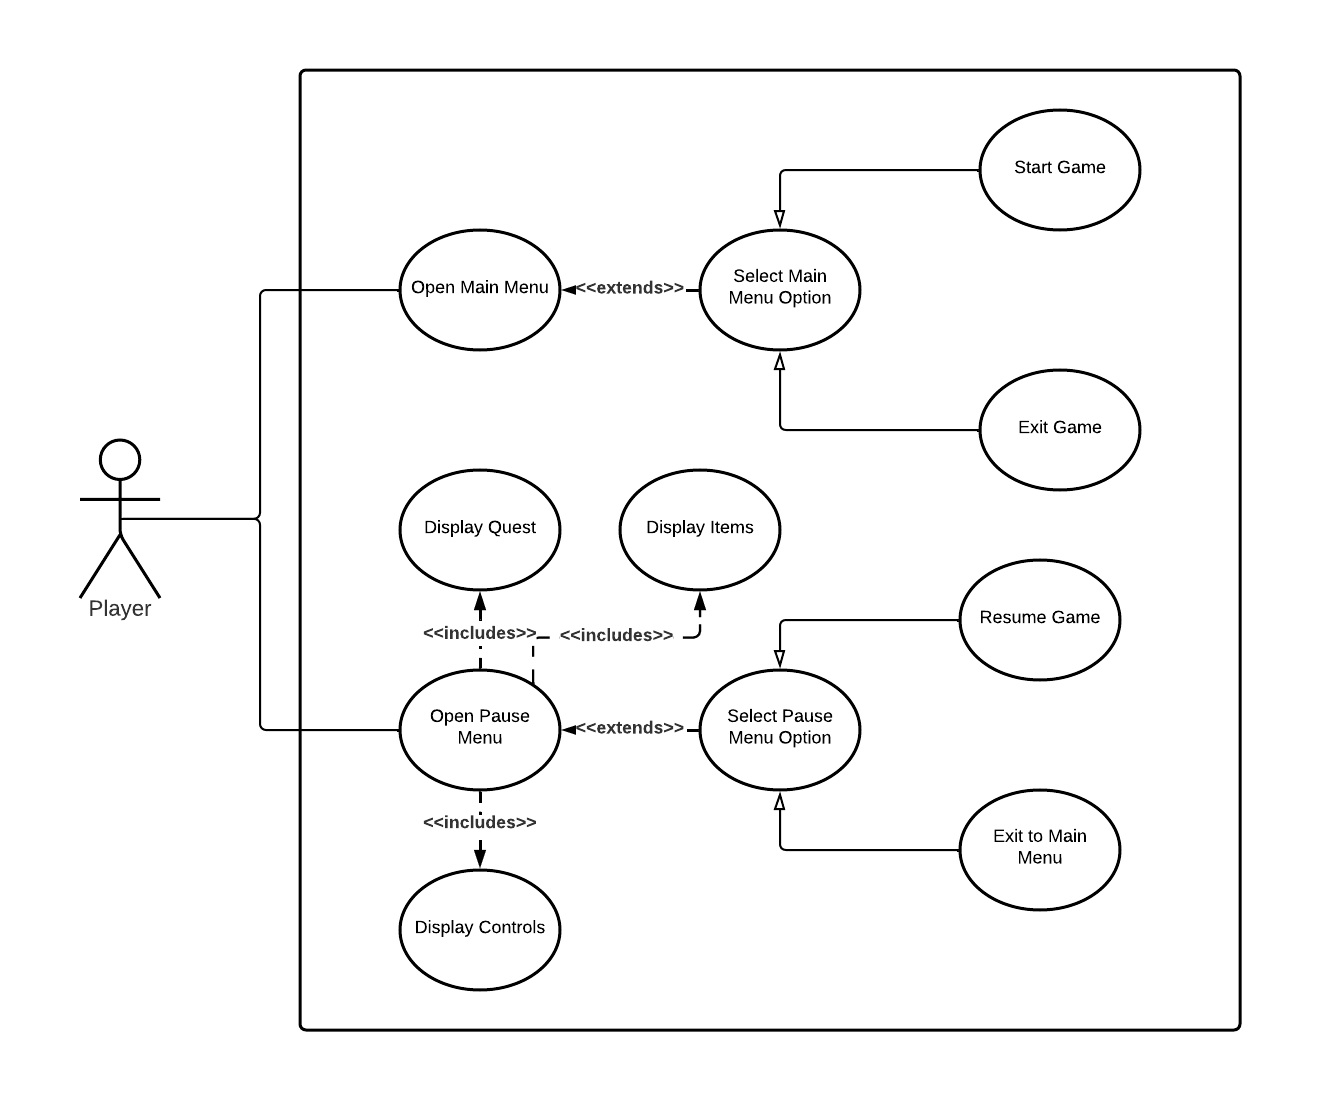 Start Game
Select Main
Menu Option
Open Main Menu
<<extends>>
Exit Game
Display Quest
Display Items
Player
Resume Game
<<includes>>
<<includes>>
Open Pause
Menu
<<extends>>
Select Pause
Menu Option
<<includes>>
Exit to Main
Menu
Display Controls